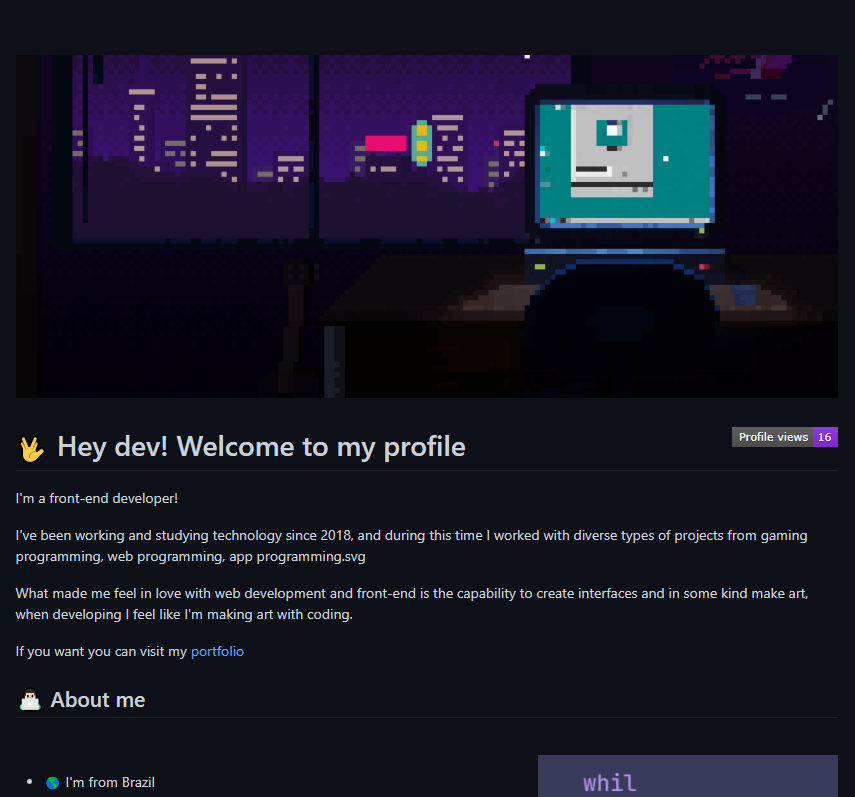 Hey dev! Welcome to my profile
Profile views 16
I'm a front-end developer!
I've been working and studying technology since 2018, and during this time I worked with diverse types of projects from gaming
programming, web programming, app programming.svg
What made me feel in love with web development and front-end is the capability to create interfaces and in some kind make art,
when developing I feel like I'm making art with coding.
If you want you can visit my portfolio
About me
I'm from Brazil
whil